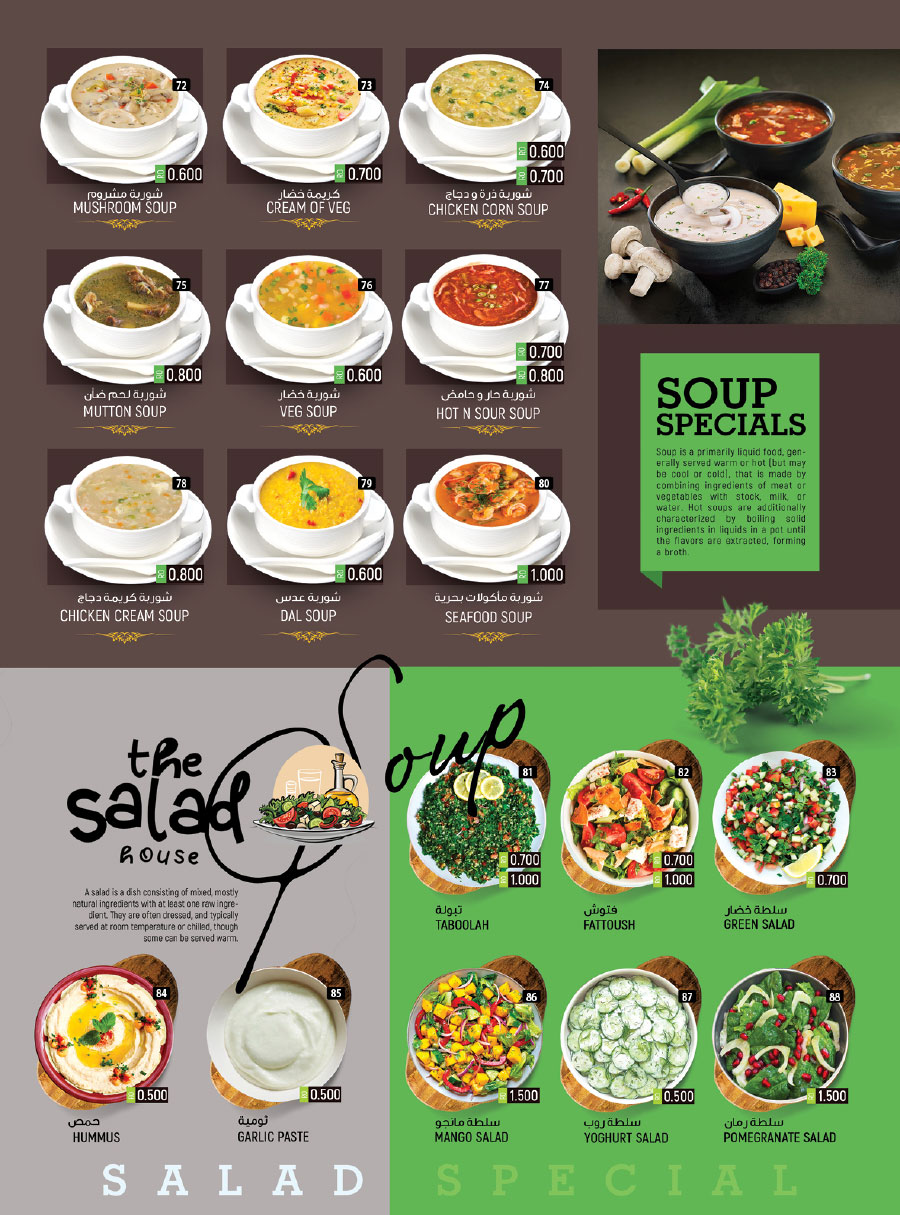 72
RO 0.600
شوربة مشروم
MUSHROOM SOUP
73
RO 0.700
كريمة خضار
CREAM OF VEG
74
RO 0.600
RO 0.700
شوربة ذرة و دجاج
CHICKEN CORN SOUP
75
RO 0.800
شوربة لحم ضأن
MUTTON SOUP
76
RO 0.600
شوربة خضار
VEG SOUP
77
RO 0.700
RO 0.800
شوربة حار و حامض
HOT N SOUR SOUP
78
RO 0.800
شوربة كريمة دجاج
CHICKEN CREAM SOUP
79
RO 0.600
شوربة عدس
DAL SOUP
80
RO 1.000
شوربة مأكولات بحرية
SEAFOOD SOUP
SOUP
SPECIALS
Soup is a primerily liquid food, gen-
erally served warm or hot (but may
be cool or cold), that is made by
combining ingredients of meat or
vegetables with stock, milk, or
water. Hot soups are additionally
characterized by boiling solid
ingredients in liquids in a pot until
the flavors are extracted, forming
a broth.
the
salad
house
Soup
A salad is a dish consisting of mixed, mostly
natural ingredients with at least one raw ingre-
dient. They are often dressed, and typically
served at room temperature or chilled, though
some can be served warm.
81
RO 0.700
RO 1.000
تبولة
TABOOLAH
82
RO 0.700
RO 1.000
فتوش
FATTOUSH
83
RO 0.700
سلطة خضار
GREEN SALAD
84
RO 0.500
حمص
HUMMUS
85
RO 0.500
ثومية
GARLIC PASTE
86
RO 1.500
سلطة مانجو
MANGO SALAD
87
RO 0.500
سلطة روب
YOGHURT SALAD
88
RO 1.500
سلطة رمان
POMEGRANATE SALAD
SALAD SPECIAL